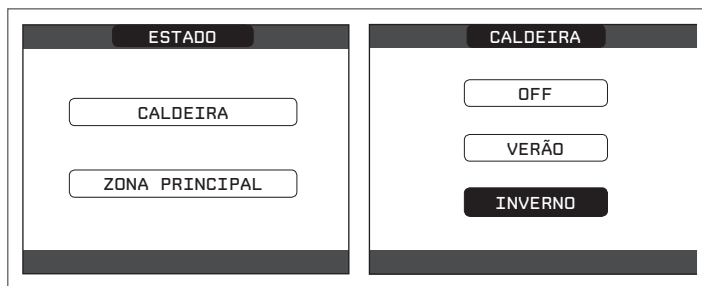 ESTADO
CALDEIRA
ZONA PRINCIPAL
CALDEIRA
OFF
VERÃO
INVERNO